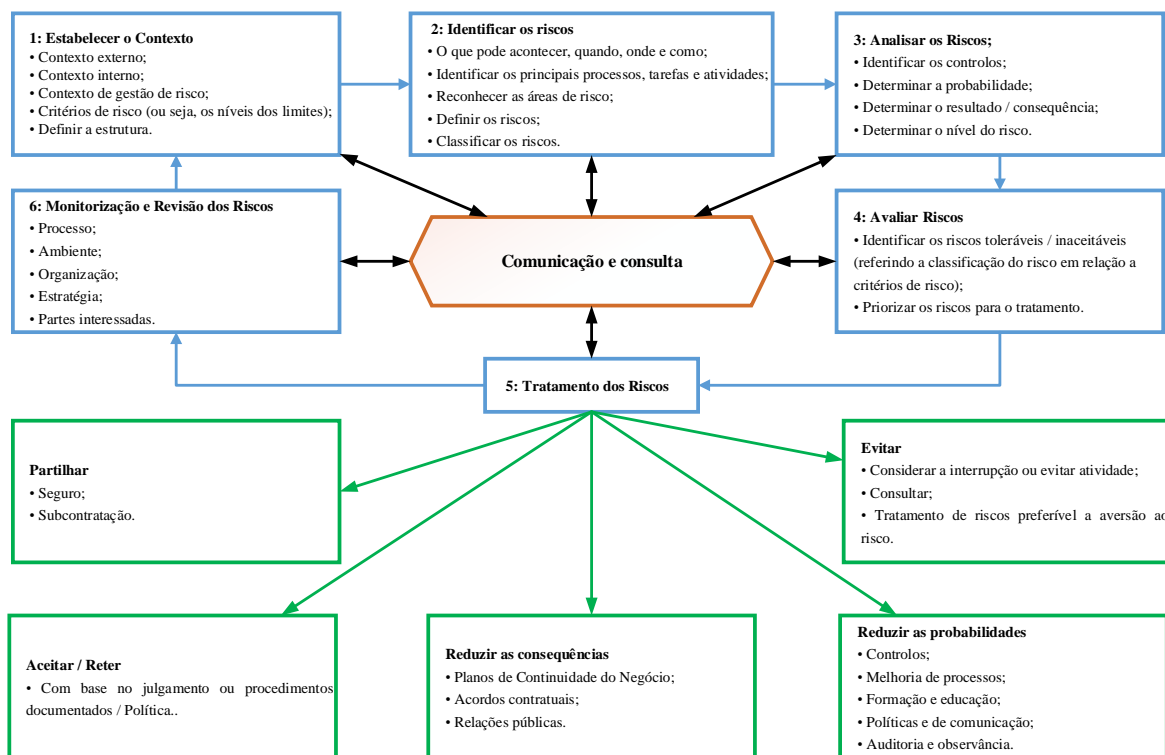 1: Estabelecer o Contexto
• Contexto externo;
• Contexto interno;
• Contexto de gestão de risco;
• Critérios de risco (ou seja, os níveis dos limites);
• Definir a estrutura.
2: Identificar os riscos
• O que pode acontecer, quando, onde e como;
• Identificar os principais processos, tarefas e atividades;
• Reconhecer as áreas de risco;
• Definir os riscos;
• Classificar os riscos.
3: Analisar os Riscos;
• Identificar os controlos;
• Determinar a probabilidade;
• Determinar o resultado / consequência;
• Determinar o nível do risco.
6: Monitorização e Revisão dos Riscos
• Processo;
• Ambiente;
• Organização;
• Estratégia;
• Partes interessadas.
Comunicação e consulta
4: Avaliar Riscos
• Identificar os riscos toleráveis / inaceitáveis
(referindo a classificação do risco em relação a
critérios de risco);
• Priorizar os riscos para o tratamento.
5: Tratamento dos Riscos
Partilhar
• Seguro;
• Subcontratação.
Evitar
• Considerar a interrupção ou evitar atividade;
• Consultar;
• Tratamento de riscos preferível a aversão ao
risco.
Aceitar / Reter
• Com base no julgamento ou procedimentos
documentados / Política..
Reduzir as consequências
• Planos de Continuidade do Negócio;
• Acordos contratuais;
• Relações públicas.
Reduzir as probabilidades
• Controlos;
• Melhoria de processos;
• Formação e educação;
• Políticas e de comunicação;
• Auditoria e observância.